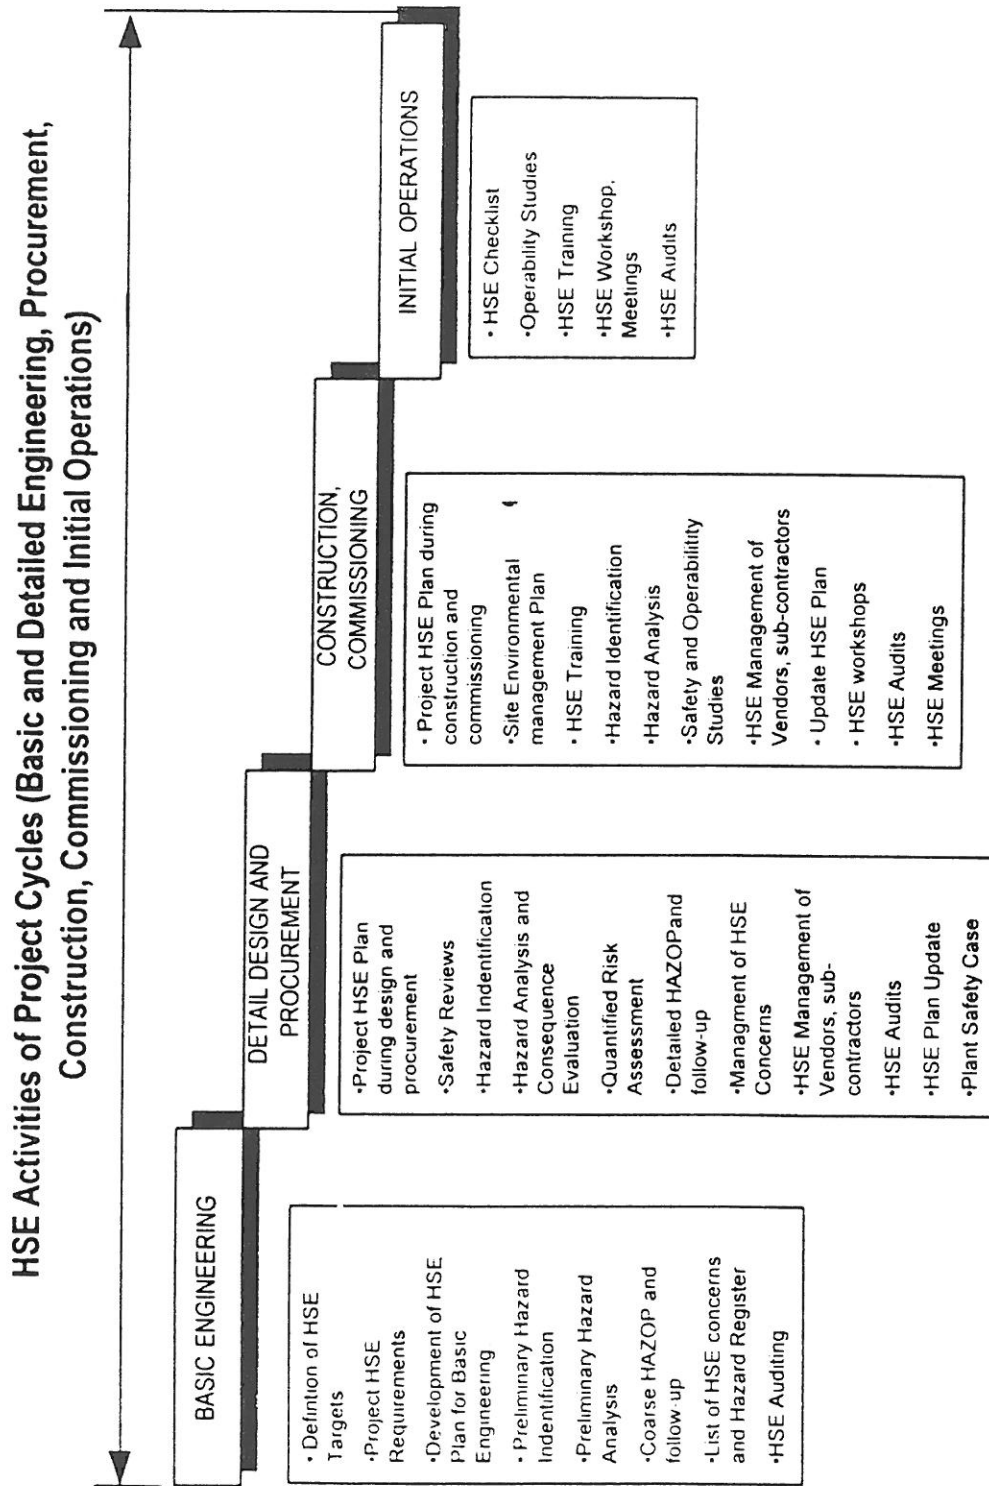 HSE Activities of Project Cycles (Basic and Detailed Engineering, Procurement,
Construction, Commissioning and Initial Operations)
BASIC ENGINEERING
• Definition of HSE
Targets
•Project HSE
Requirements
•Development of HSE
Plan for Basic
Engineering
• Preliminary Hazard
Indentification
•Preliminary Hazard
Analysis
•Coarse HAZOP and
follow-up
•List of HSE concerns
and Hazard Register
•HSE Auditing
DETAIL DESIGN AND
PROCUREMENT
•Project HSE Plan
during design and
procurement
•Safety Reviews
•Hazard Indentification
•Hazard Analysis and
Consequence
Evaluation
•Quantified Risk
Assessment
•Detailed HAZOPand
follow-up
•Managment of HSE
Concerns
•HSE Management of
Vendors, sub-
contractors
•HSE Audits
•HSE Plan Update
•Plant Safety Case
CONSTRUCTION,
COMMISSIONING
• Project HSE Plan during
construction and
commissioning
•Site Environmental
management Plan
• HSE Training
•Hazard Identification
•Hazard Analysis
•Safety and Operabilitity
Studies
•HSE Management of
Vendors, sub-contractors
• Update HSE Plan
• HSE workshops
•HSE Audits
•HSE Meetings
INITIAL OPERATIONS
• HSE Checklist
•Operability Studies
•HSE Training
•HSE Workshop,
Meetings
•HSE Audits